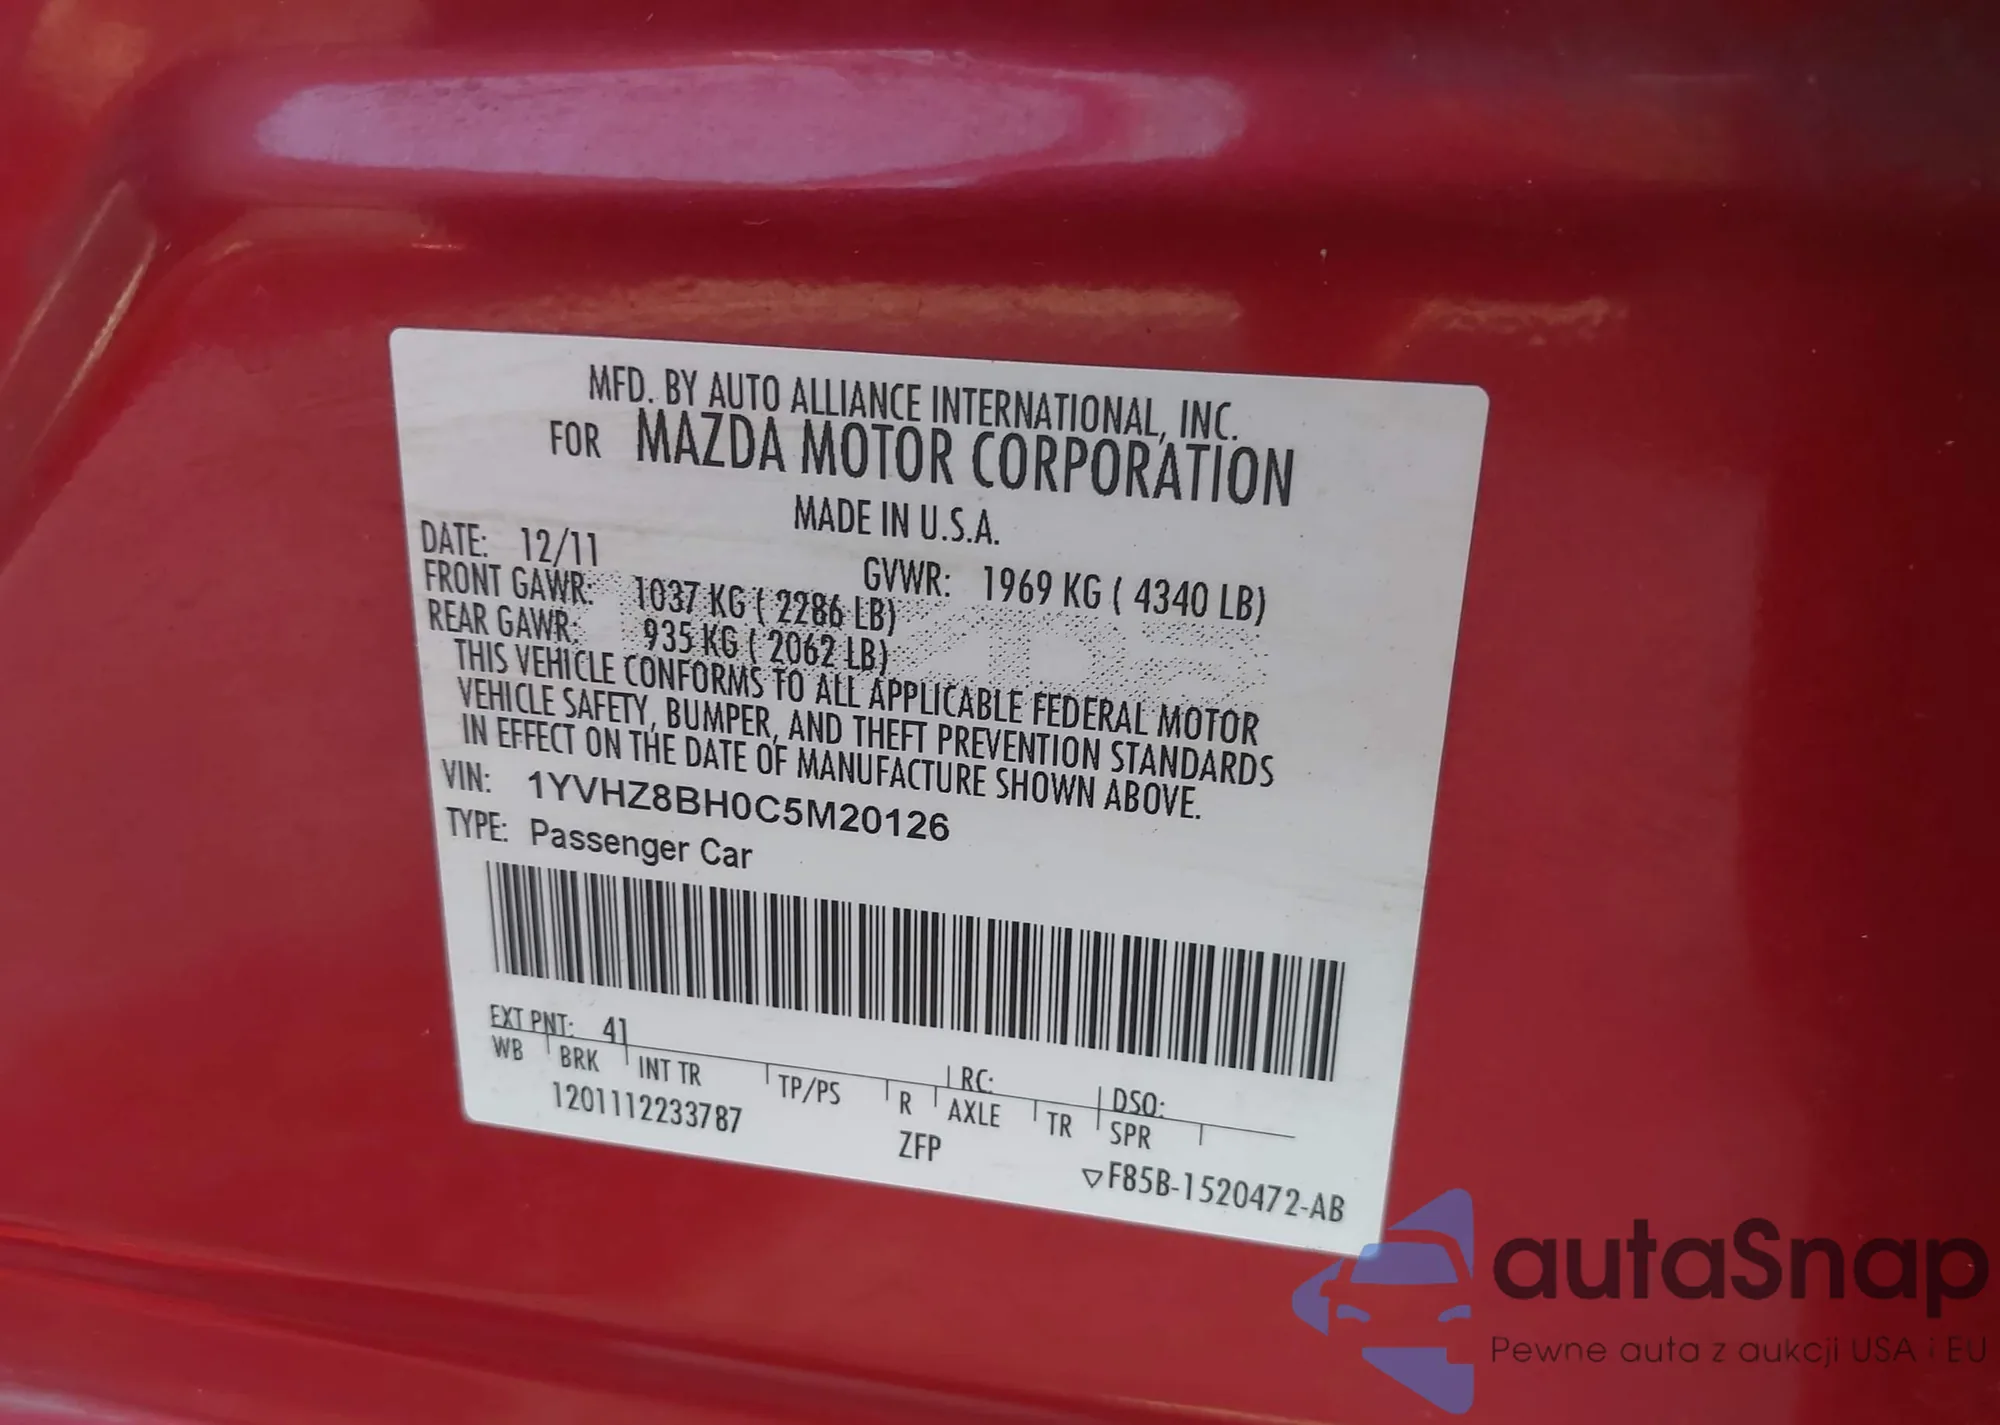 MFD. BY AUTO ALLIANCE INTERNATIONAL, INC.
FOR MAZDA MOTOR CORPORATION
MADE IN U.S.A.
DATE: 12/11 GVWR: 1969 KG ( 4340 LB)
FRONT GAWR: 1037 KG ( 2286 LB)
REAR GAWR: 935 KG ( 2062 LB)
THIS VEHICLE CONFORMS TO ALL APPLICABLE FEDERAL MOTOR
VEHICLE SAFETY, BUMPER, AND THEFT PREVENTION STANDARDS
IN EFFECT ON THE DATE OF MANUFACTURE SHOWN ABOVE.
VIN: 1YVHZ8BH0C5M20126
TYPE: Passenger Car
EXT PNT: 41 RC: DSO:
WB BRK INT TR TP/PS R AXLE TR SPR
1201112233787 ZFP
▽F85B-1520472-AB
autaSnap
Pewne auta z aukcji USA i EU